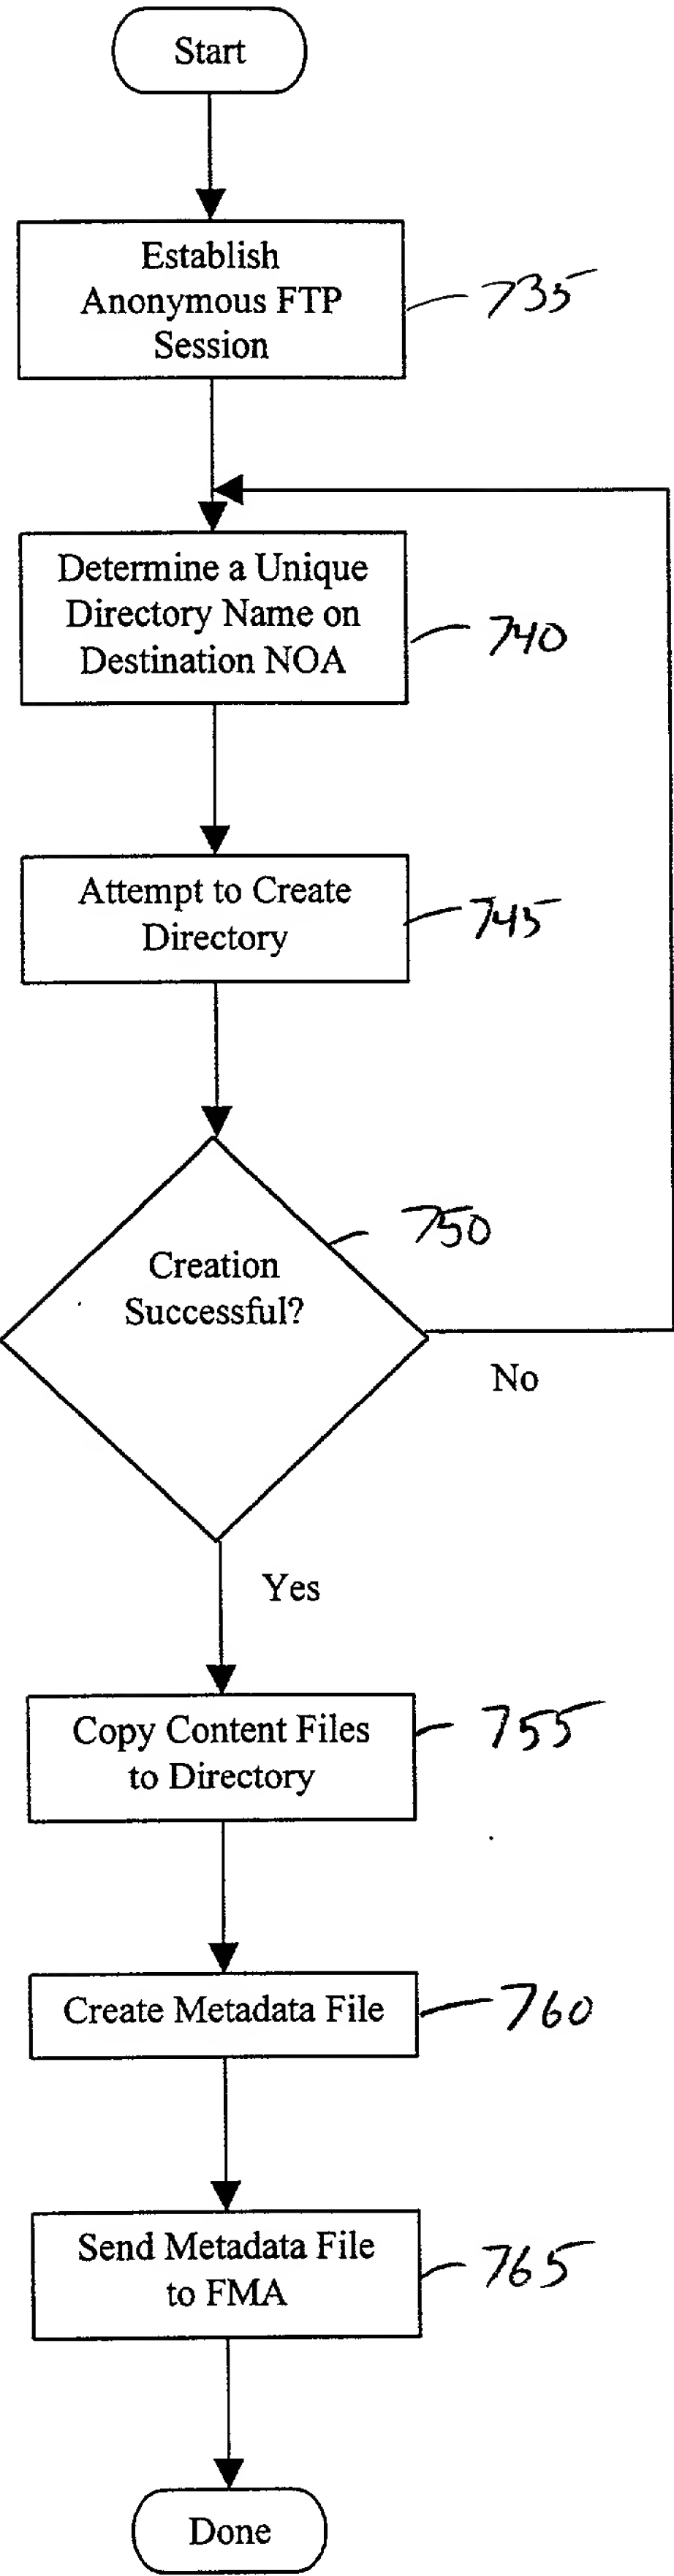 Start
Establish
Anonymous FTP
Session
735
Determine a Unique
Directory Name on
Destination NOA
740
Attempt to Create
Directory
745
750
Creation
Successful?
No
Yes
Copy Content Files
to Directory
755
Create Metadata File
760
Send Metadata File
to FMA
765
Done